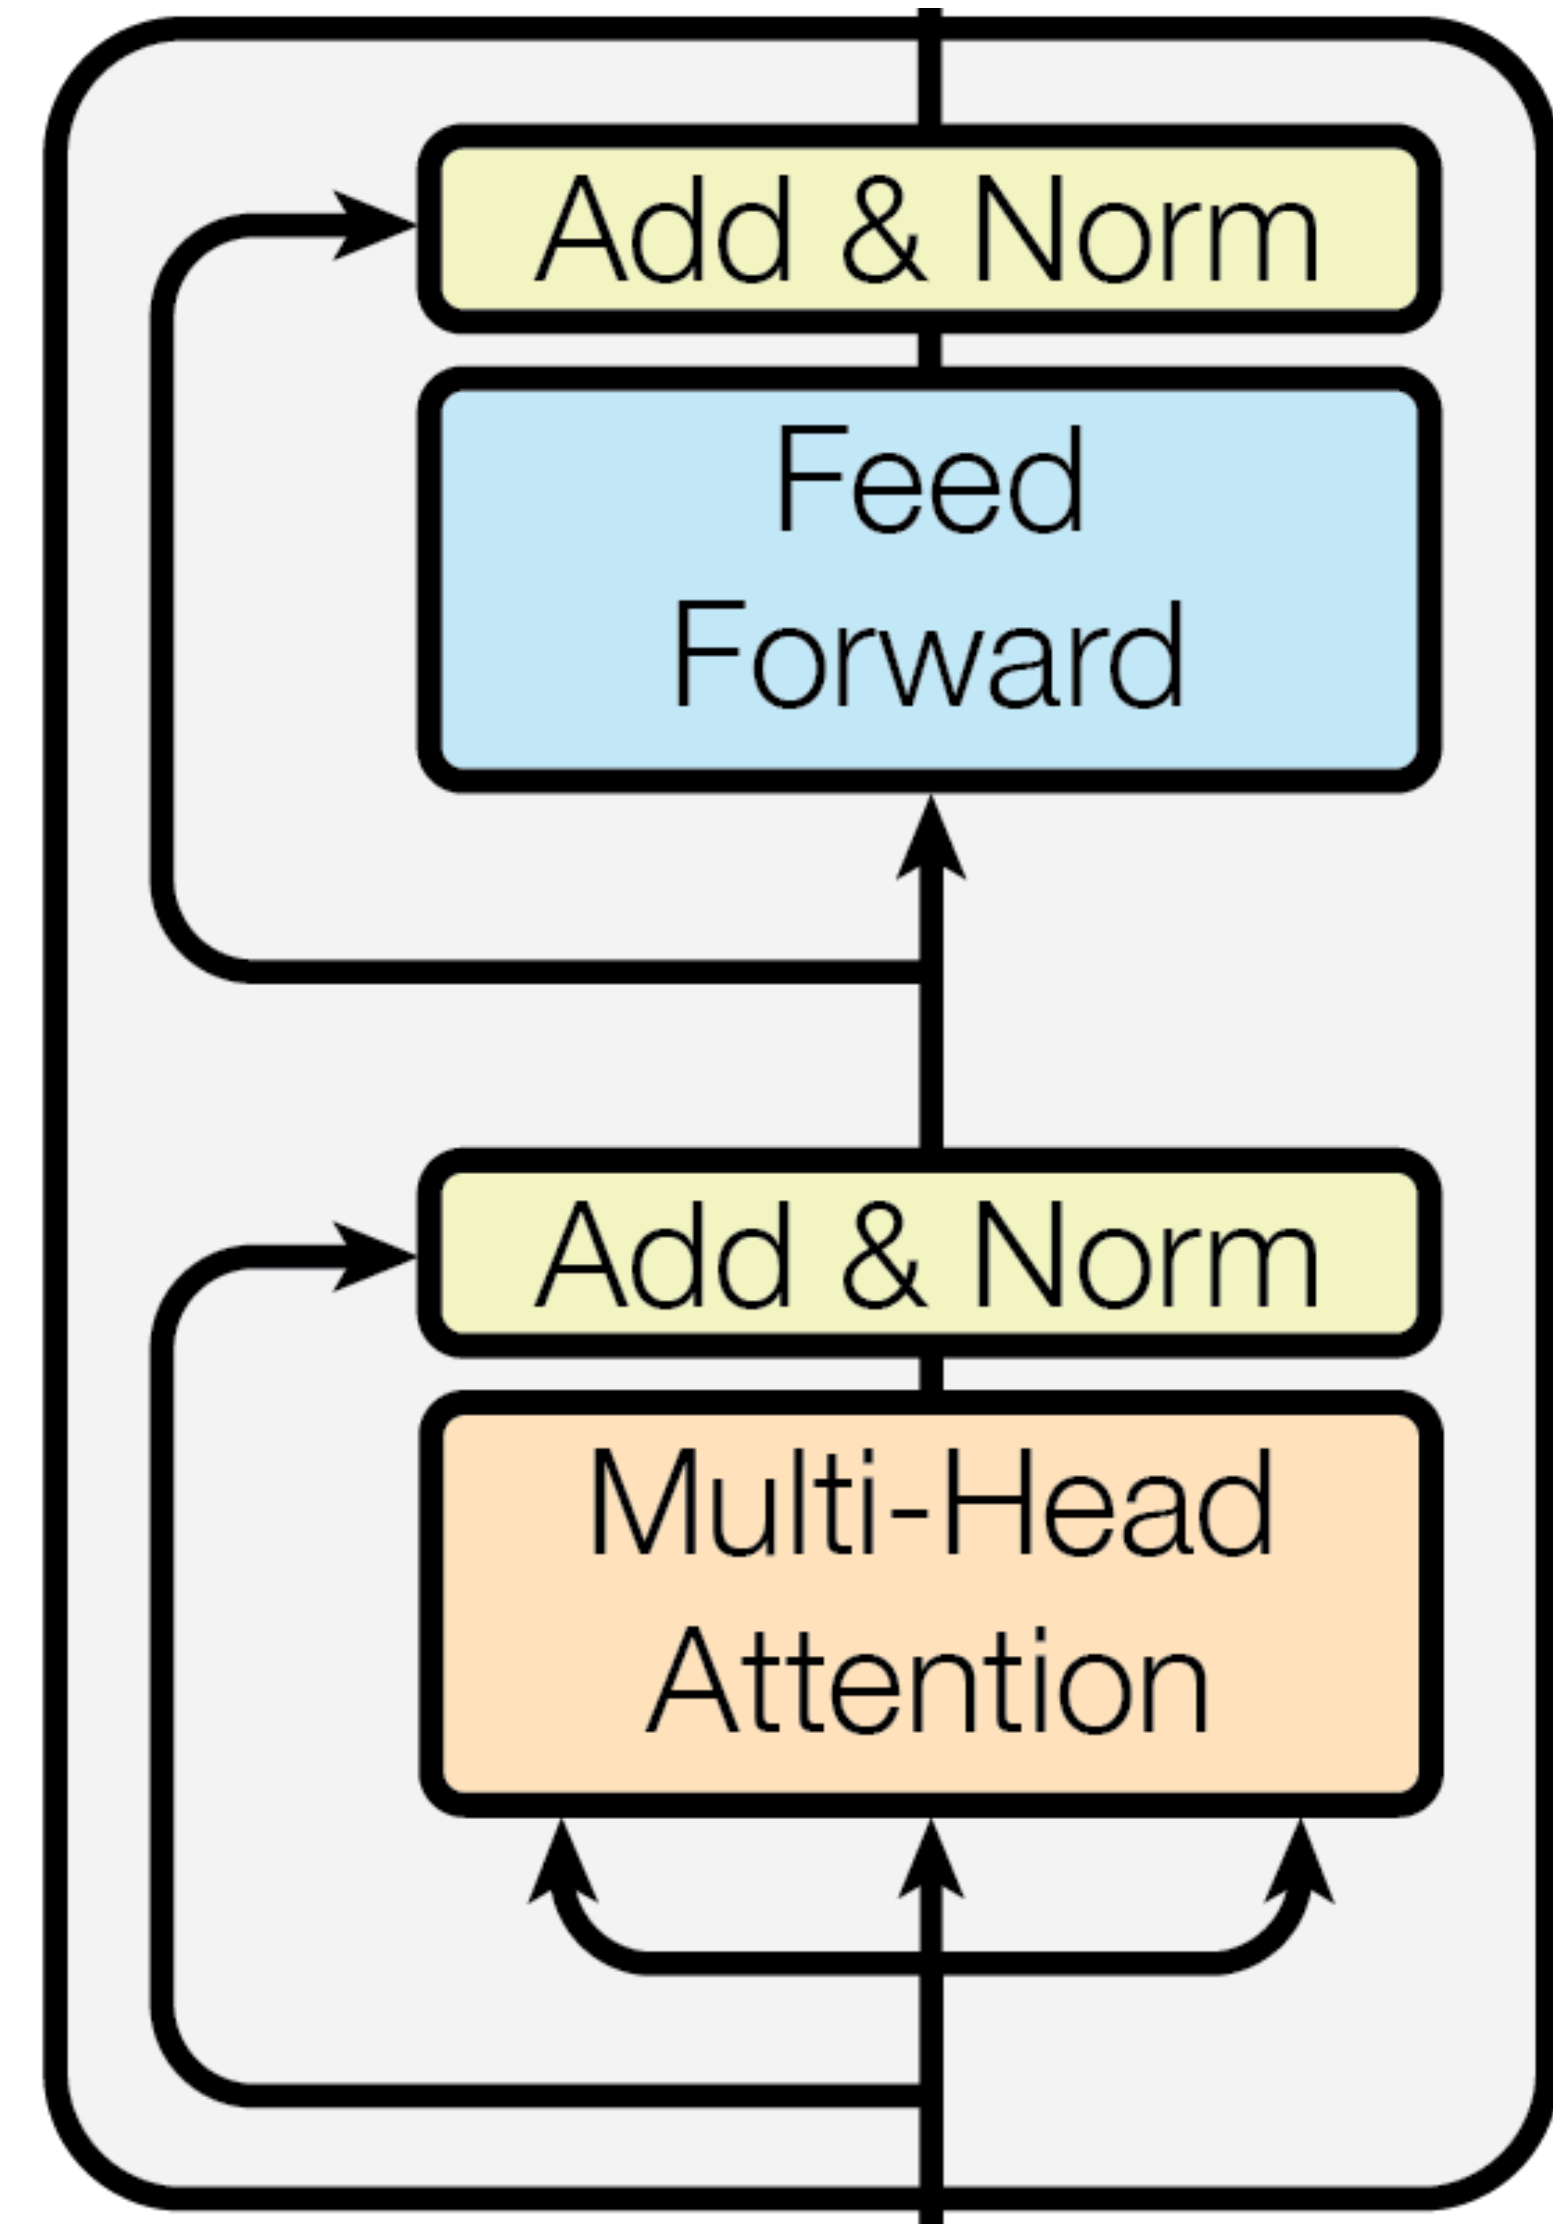 Add & Norm
Feed
Forward
Add & Norm
Multi-Head
Attention